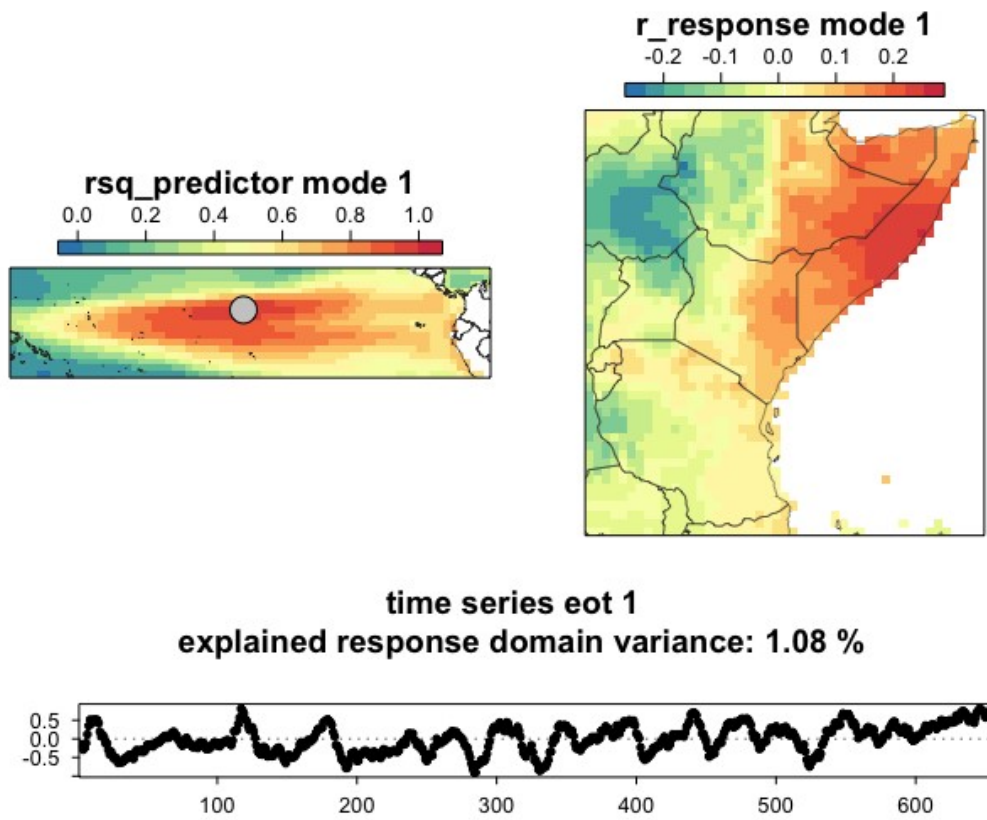 r_response mode 1
-0.2 -0.1 0.0 0.1 0.2
rsq_predictor mode 1
0.0 0.2 0.4 0.6 0.8 1.0
time series eot 1
explained response domain variance: 1.08 %
0.5
0.0
-0.5
100 200 300 400 500 600